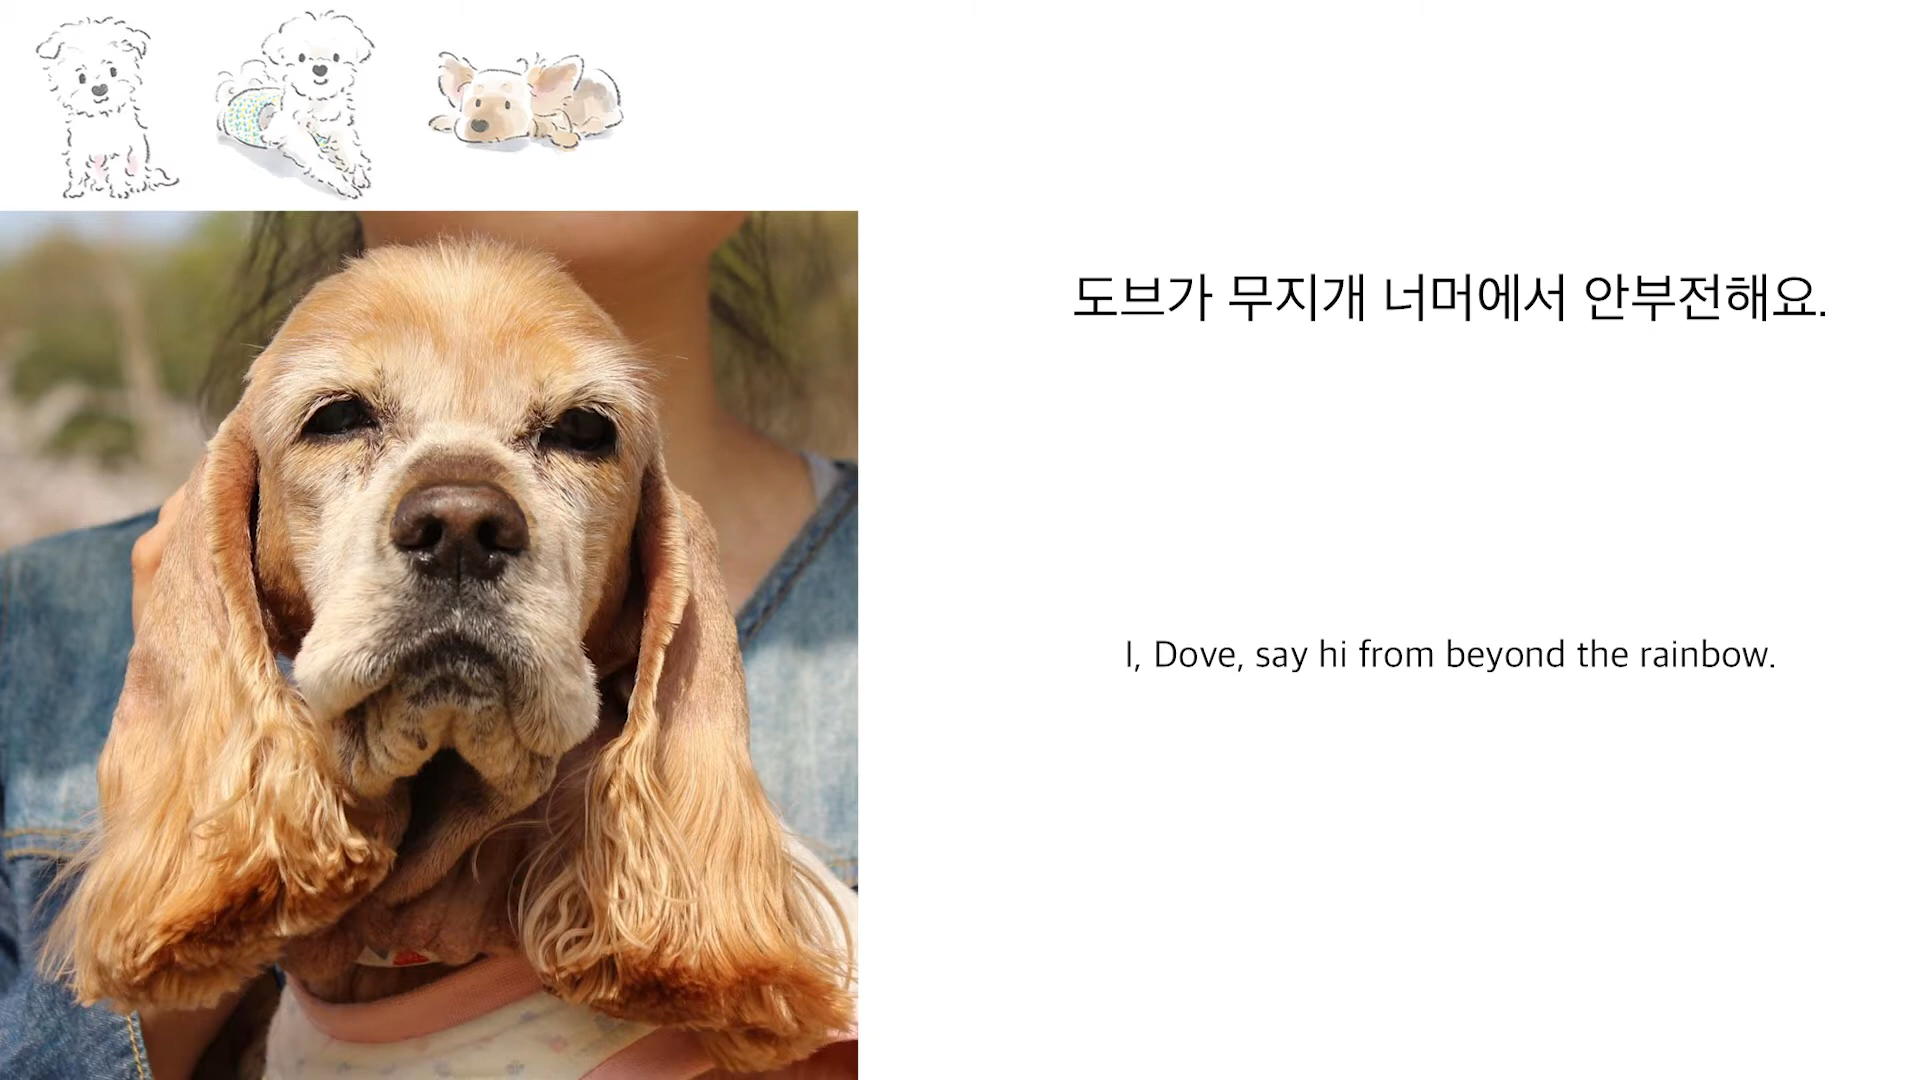 도브가 무지개 너머에서 안부전해요.
I, Dove, say hi from beyond the rainbow.